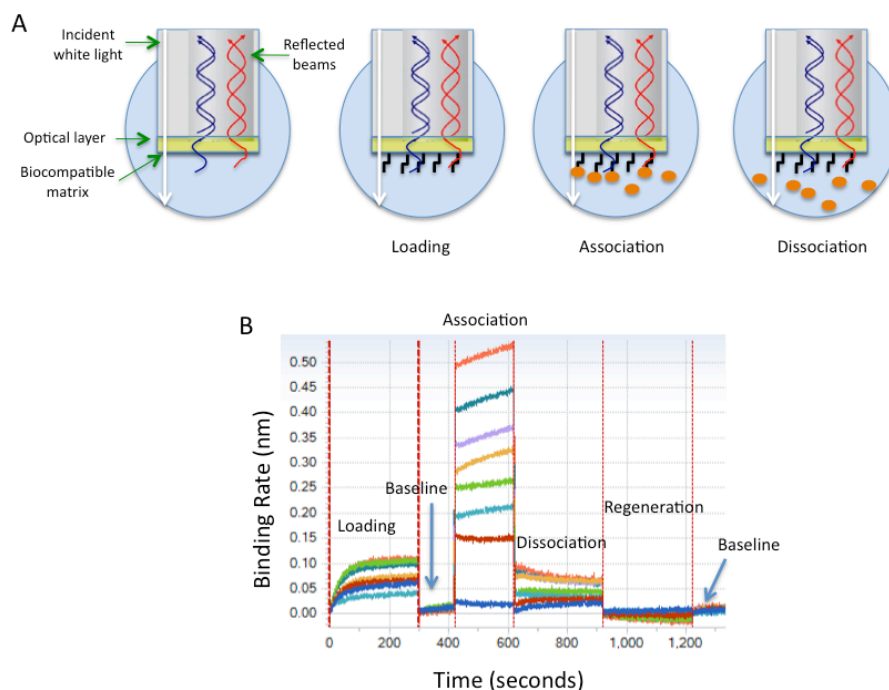 A
Incident
white light
Reflected
beams
Optical layer
Biocompatible
matrix
Loading
Association
Dissociation
B
Association
0.50
0.45
0.40
0.35
0.30
0.25
0.20
0.15
0.10
0.05
0.00
Binding Rate (nm)
Loading
Baseline
Dissociation
Regeneration
Baseline
0
200
400
600
800
1,000
1,200
Time (seconds)